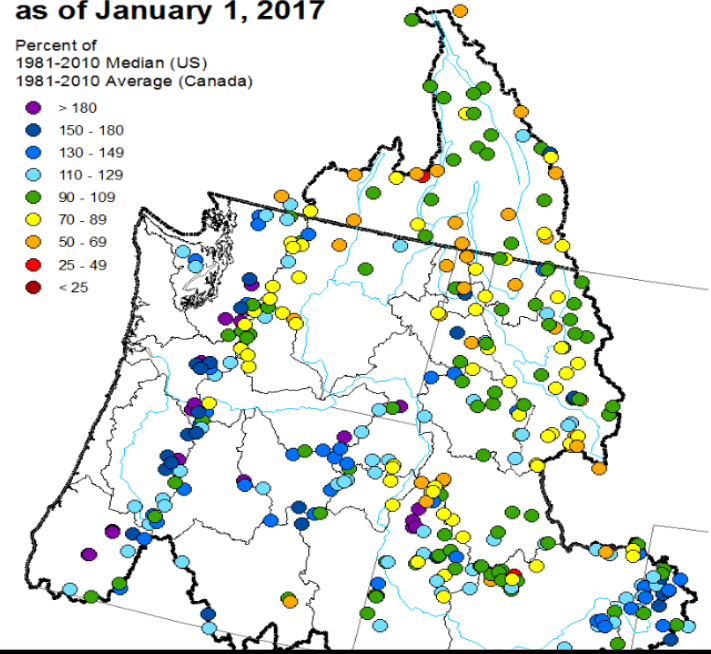 as of January 1, 2017
Percent of
1981-2010 Median (US)
1981-2010 Average (Canada)
> 180
150 - 180
130 - 149
110 - 129
90 - 109
70 - 89
50 - 69
25 - 49
< 25